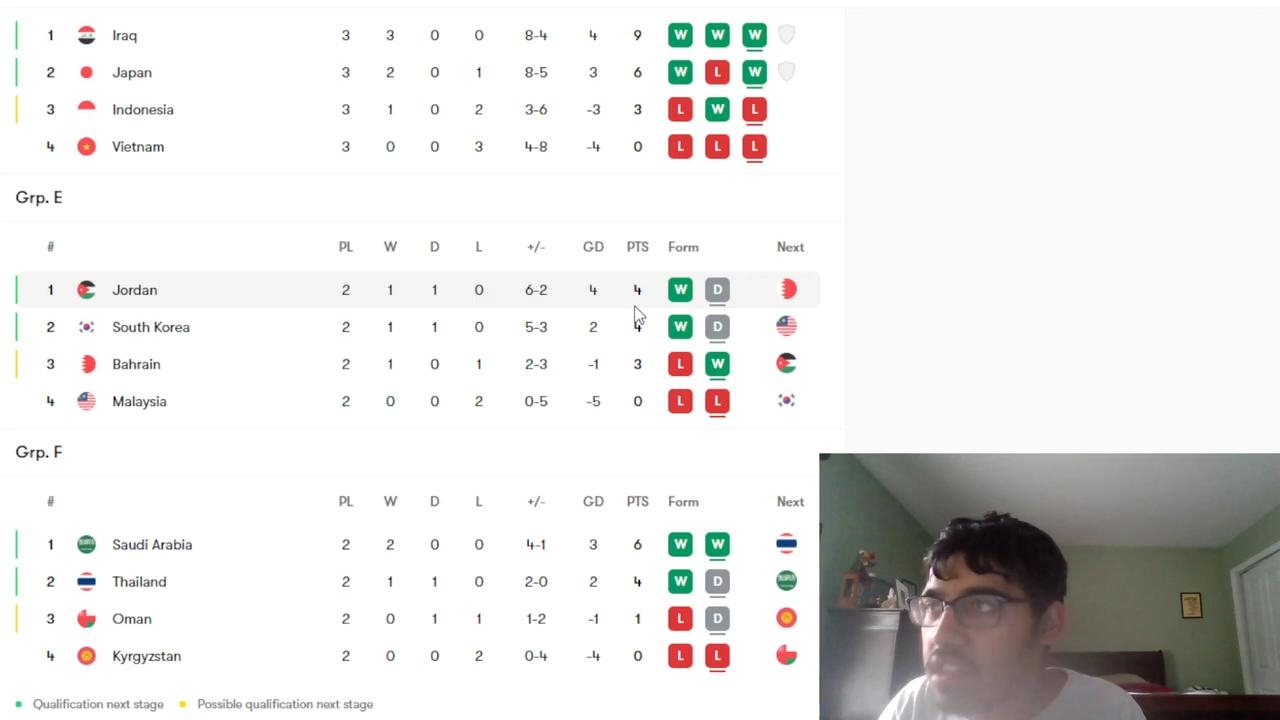 1 Iraq 3 3 0 0 8-4 4 9 W W W
2 Japan 3 2 0 1 8-5 3 6 W L W
3 Indonesia 3 1 0 2 3-6 -3 3 L W L
4 Vietnam 3 0 0 3 4-8 -4 0 L L L
Grp. E
# PL W D L +/- GD PTS Form Next
1 Jordan 2 1 1 0 6-2 4 4 W D
2 South Korea 2 1 1 0 5-3 2 4 W D
3 Bahrain 2 1 0 1 2-3 -1 3 L W
4 Malaysia 2 0 0 2 0-5 -5 0 L L
Grp. F
# PL W D L +/- GD PTS Form Next
1 Saudi Arabia 2 2 0 0 4-1 3 6 W W
2 Thailand 2 1 1 0 2-0 2 4 W D
3 Oman 2 0 1 1 1-2 -1 1 L D
4 Kyrgyzstan 2 0 0 2 0-4 -4 0 L L
Qualification next stage Possible qualification next stage